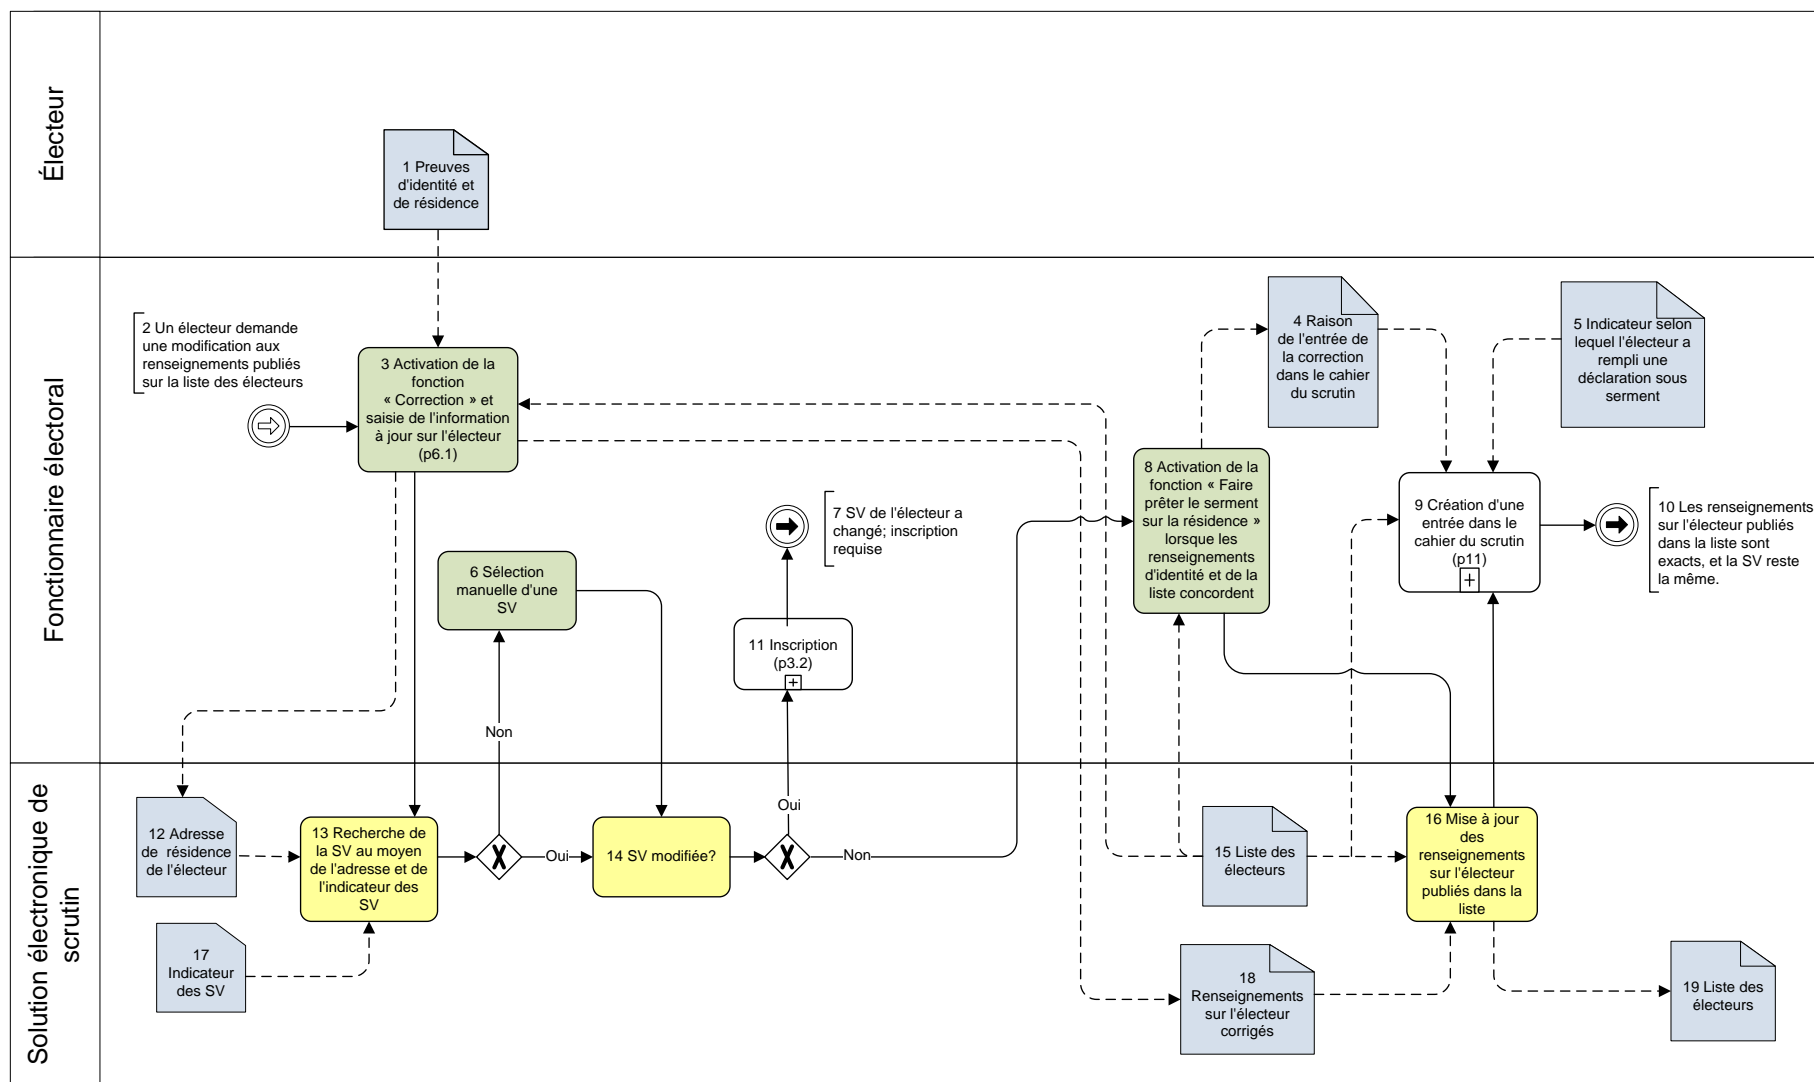 Électeur
1 Preuves
d'identité et
de résidence
Fonctionnaire électoral
2 Un électeur demande
une modification aux
renseignements publiés
sur la liste des électeurs
3 Activation de la
fonction
« Correction » et
saisie de l'information
à jour sur l'électeur
(p6.1)
4 Raison
de l'entrée de
la correction
dans le cahier
du scrutin
5 Indicateur selon
lequel l'électeur a
rempli une
déclaration sous
serment
6 Sélection
manuelle d'une
SV
7 SV de l'électeur a
changé; inscription
requise
8 Activation de la
fonction « Faire
prêter le serment
sur la résidence »
lorsque les
renseignements
d'identité et de la
liste concordent
9 Création d'une
entrée dans le
cahier du scrutin
(p11)
10 Les renseignements
sur l'électeur publiés
dans la liste sont
exacts, et la SV reste
la même.
11 Inscription
(p3.2)
Non
Solution électronique de
scrutin
12 Adresse
de résidence
de l'électeur
13 Recherche de
la SV au moyen
de l'adresse et de
l'indicateur des
SV
Oui
14 SV modifiée?
Oui
Non
15 Liste des
électeurs
16 Mise à jour
des
renseignements
sur l'électeur
publiés dans la
liste
17
Indicateur
des SV
18
Renseignements
sur l'électeur
corrigés
19 Liste des
électeurs